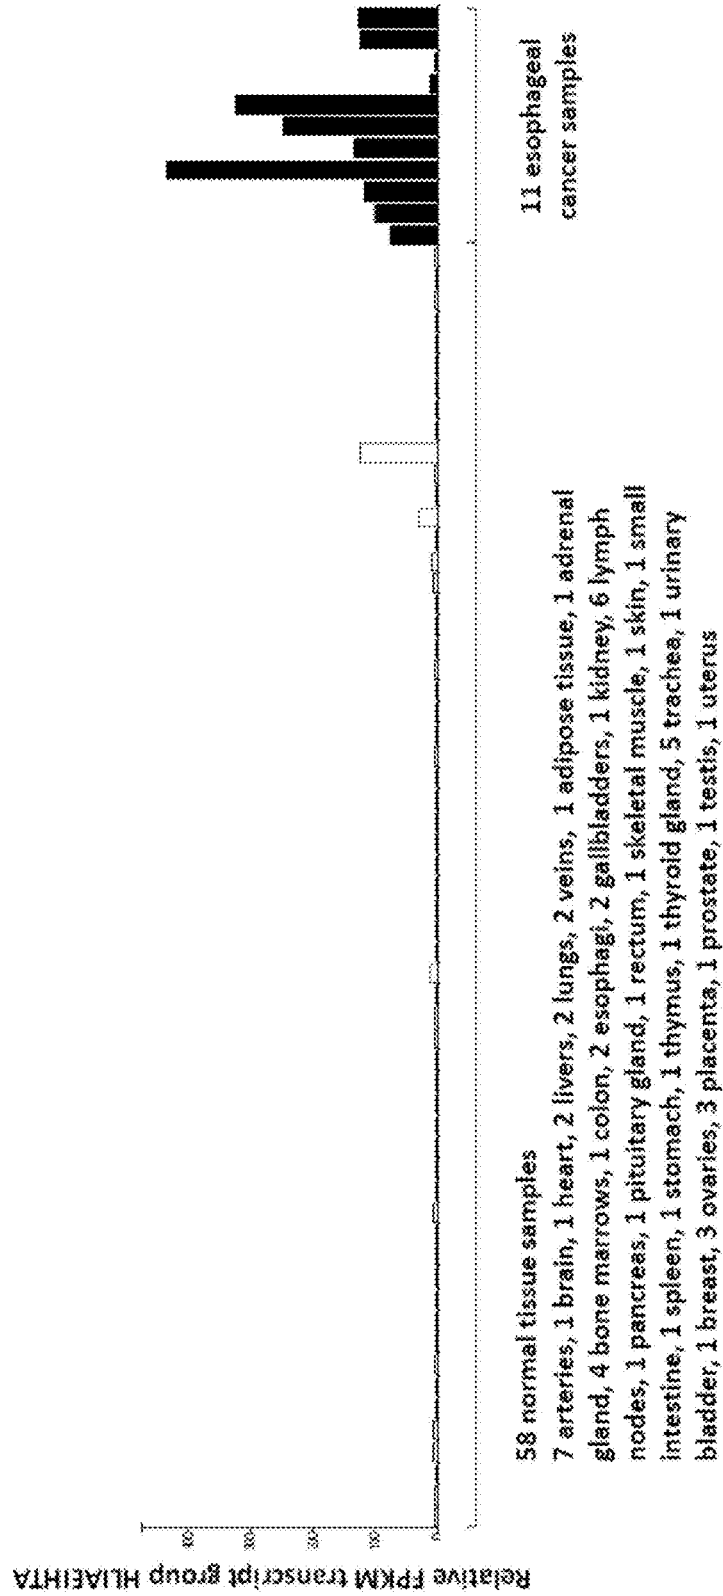 Relative FPKM transcript group HLIAEIHTA
58 normal tissue samples
7 arteries, 1 brain, 1 heart, 2 livers, 2 lungs, 2 veins, 1 adipose tissue, 1 adrenal
gland, 4 bone marrows, 1 colon, 2 esophagi, 2 gallbladders, 1 kidney, 6 lymph
nodes, 1 pancreas, 1 pituitary gland, 1 rectum, 1 skeletal muscle, 1 skin, 1 small
intestine, 1 spleen, 1 stomach, 1 thymus, 1 thyroid gland, 5 trachea, 1 urinary
bladder, 1 breast, 3 ovaries, 3 placenta, 1 prostate, 1 testis, 1 uterus
11 esophageal
cancer samples